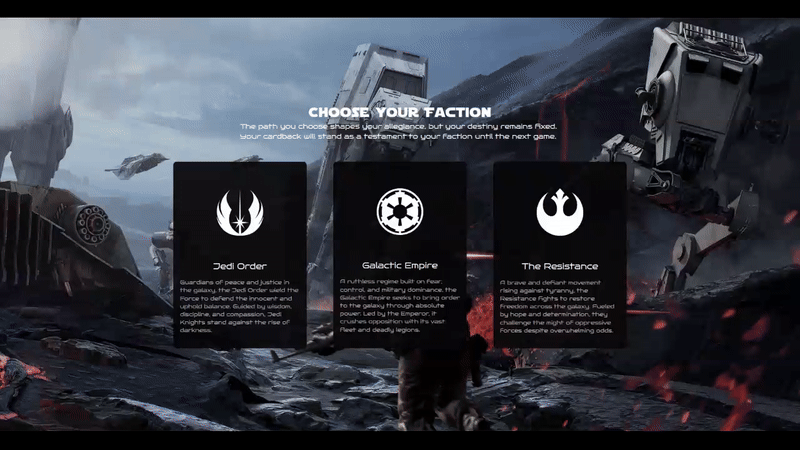 CHOOSE YOUR FACTION
The path you choose shapes your allegiance, but your destiny remains fixed.
Your cardback will stand as a testament to your faction until the next game.
Jedi Order
Guardians of peace and justice in
the galaxy, the Jedi Order wield the
Force to defend the innocent and
uphold balance. Guided by wisdom,
discipline, and compassion, Jedi
Knights stand against the rise of
darkness.
Galactic Empire
A ruthless regime built on fear,
control, and military dominance, the
Galactic Empire seeks to bring order
to the galaxy through absolute
power. Led by the Emperor, it
crushes opposition with its vast
fleet and deadly legions.
The Resistance
A brave and defiant movement
rising against tyranny, the
Resistance fights to restore
freedom across the galaxy. Fueled
by hope and determination, they
challenge the might of oppressive
forces despite overwhelming odds.